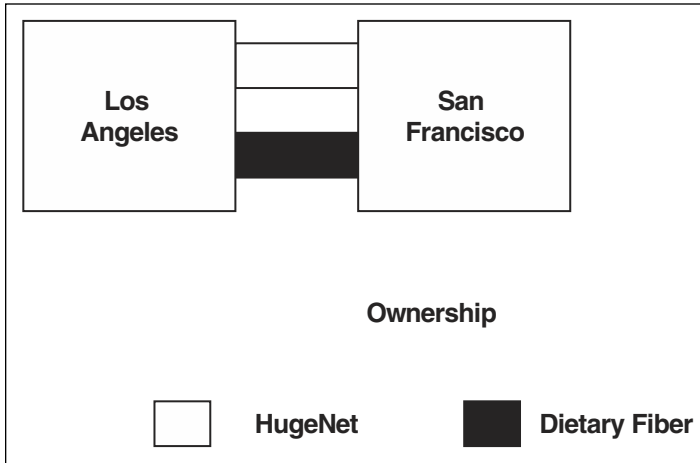 Los
Angeles
San
Francisco
Ownership
HugeNet
Dietary Fiber